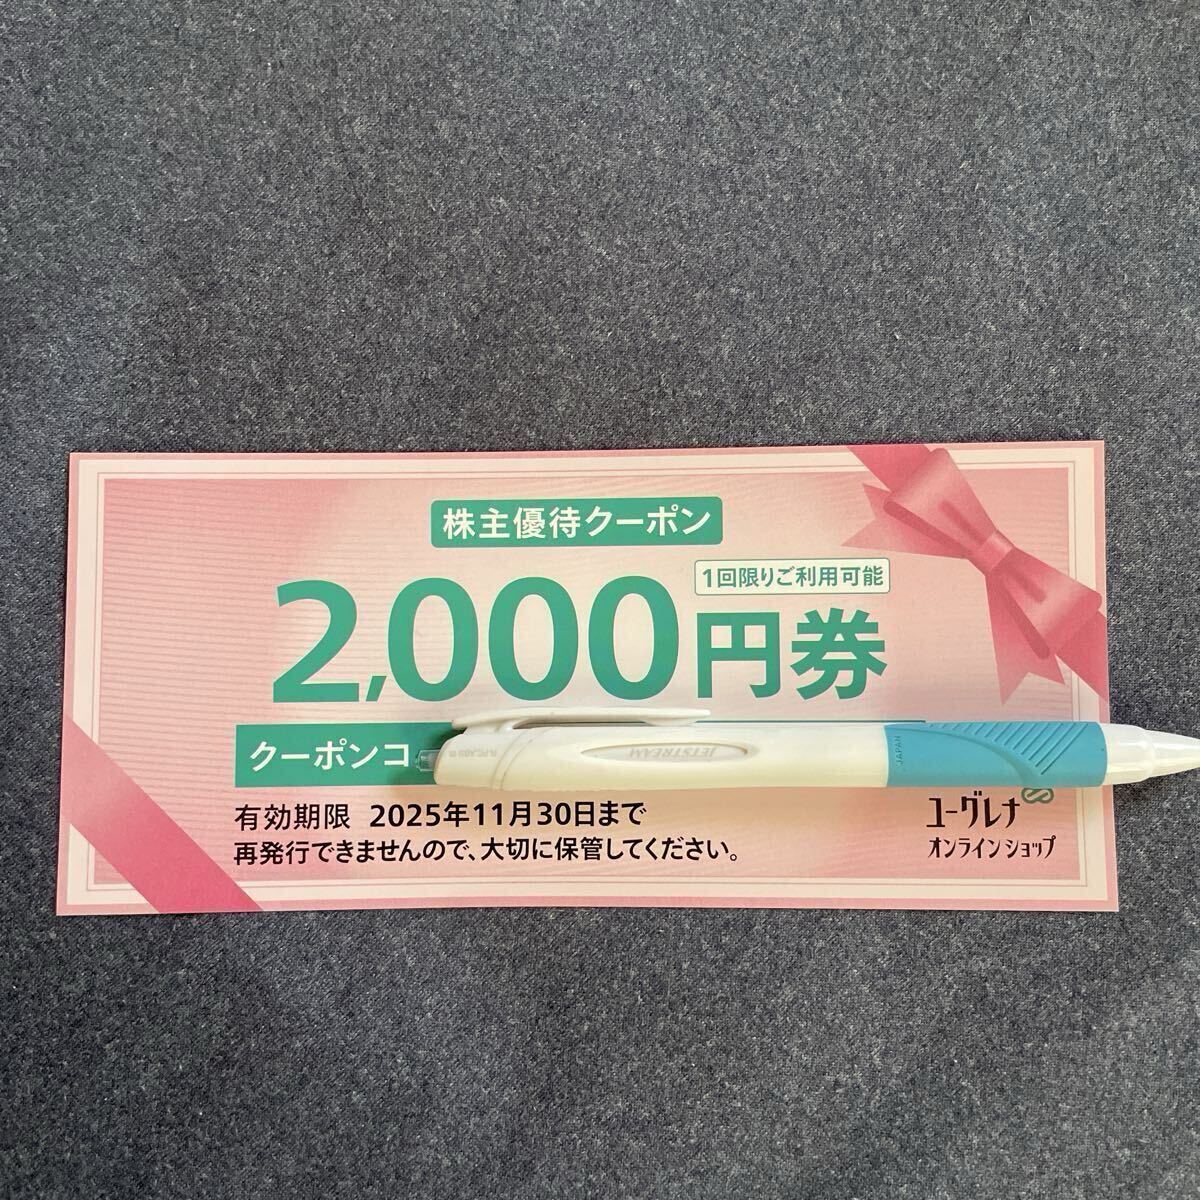 株主優待クーポン
1回限りご利用可能
2,000円券
クーポンコ
JETSTREAM
JAPAN
有効期限 2025年11月30日まで
再発行できませんので、大切に保管してください。
ユーグレナ
オンラインショップ